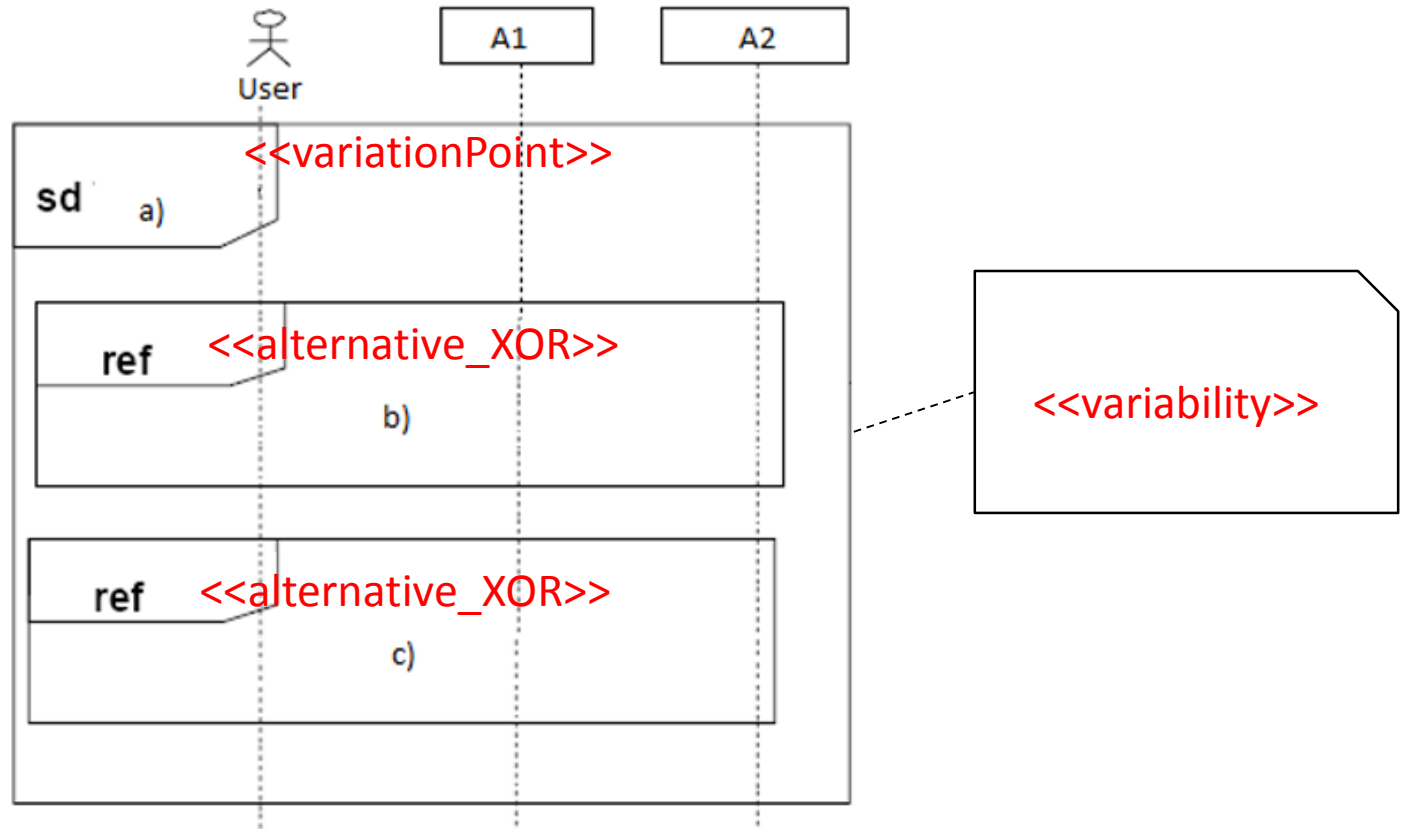 A1
A2
User
<<variationPoint>>
sd
a)
<<alternative_XOR>>
ref
b)
<<variability>>
<<alternative_XOR>>
ref
c)